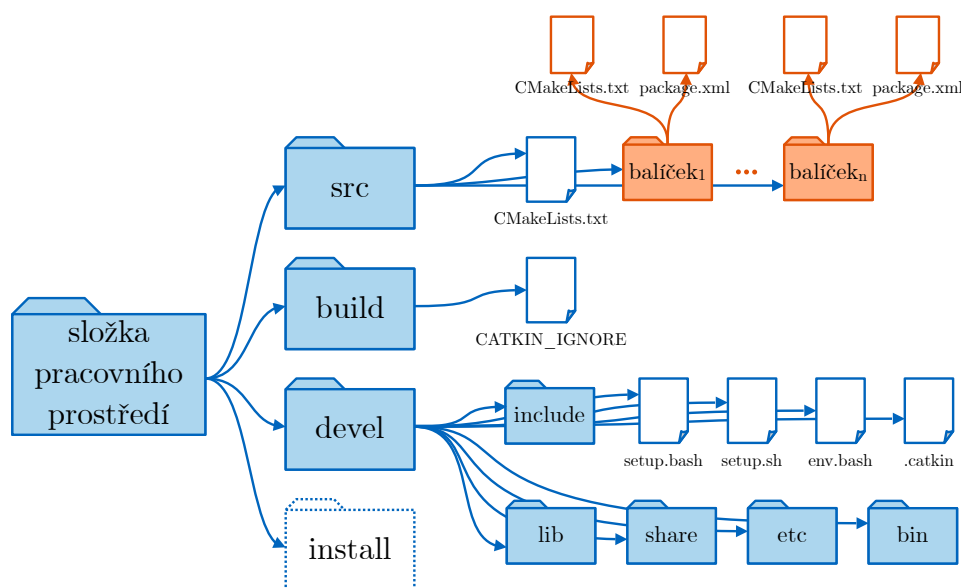 CMakeLists.txt
package.xml
CMakeLists.txt
package.xml
src
balíček1
...
balíčekn
CMakeLists.txt
build
CATKIN_IGNORE
složka
pracovního
prostředí
devel
include
setup.bash
setup.sh
env.bash
.catkin
install
lib
share
etc
bin